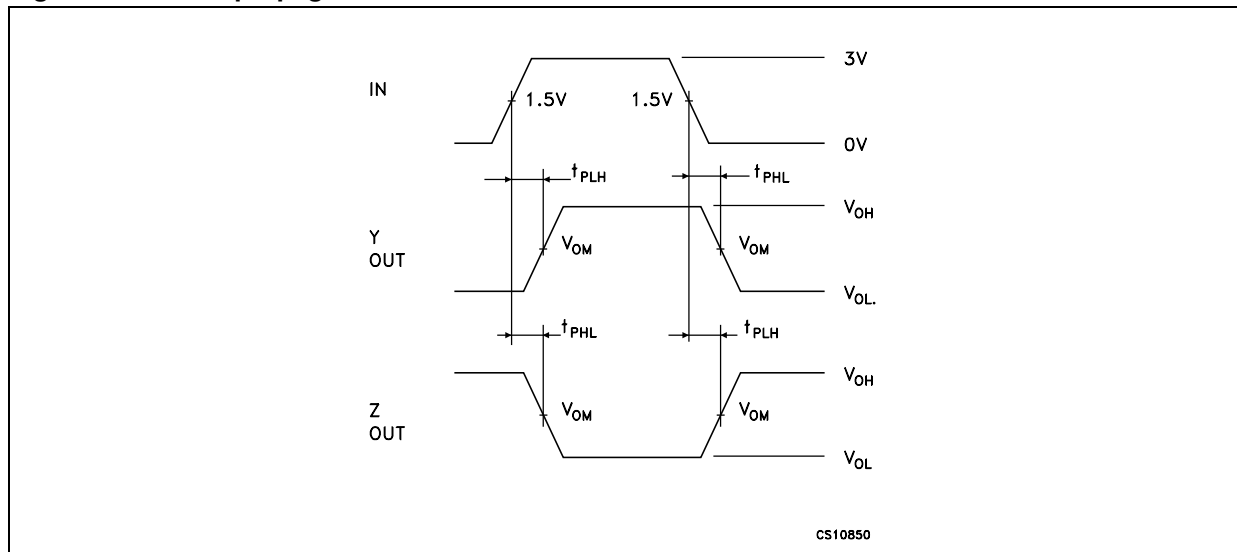 3V
IN
1.5V 1.5V
0V
tPLH tPHL
VOH
Y
OUT
VOM VOM
VOL.
tPHL tPLH
VOH
Z
OUT
VOM VOM
VOL
CS10850